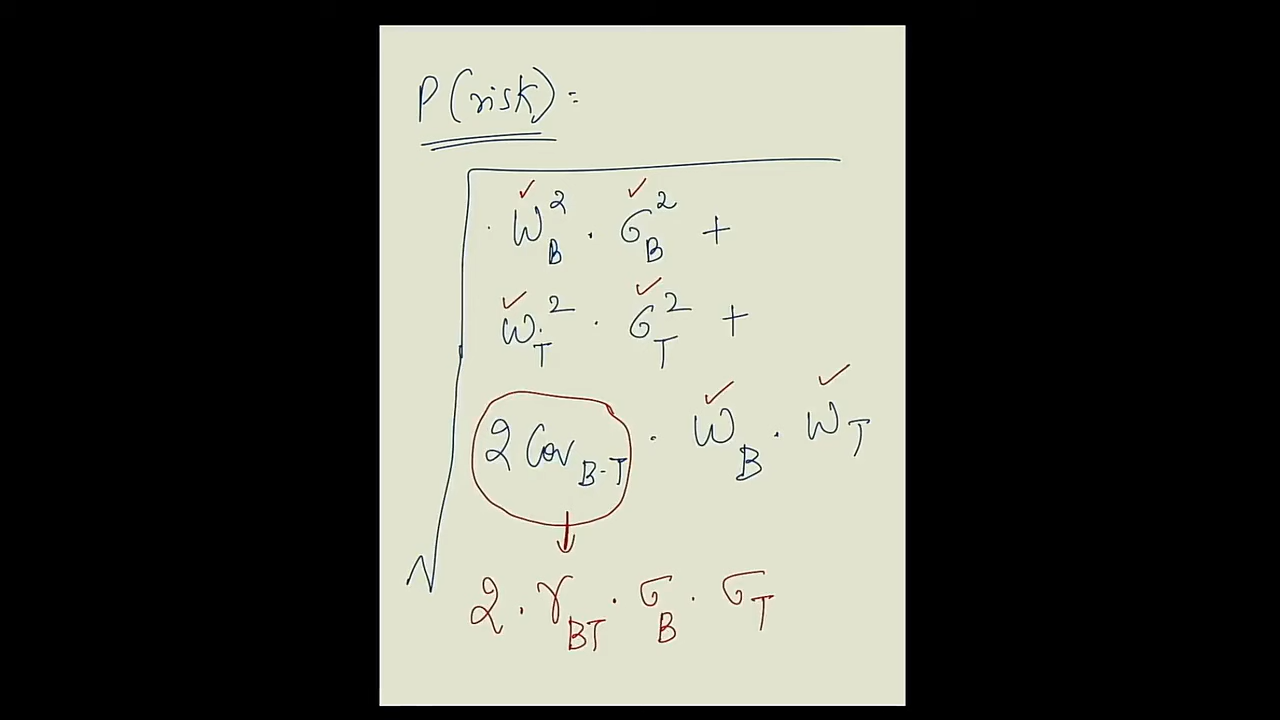 P(risk) =
√
W_B² · σ_B² +
W_T² · σ_T² +
2 Cov_B-T · W_B · W_T
↓
2 · r_BT · σ_B · σ_T